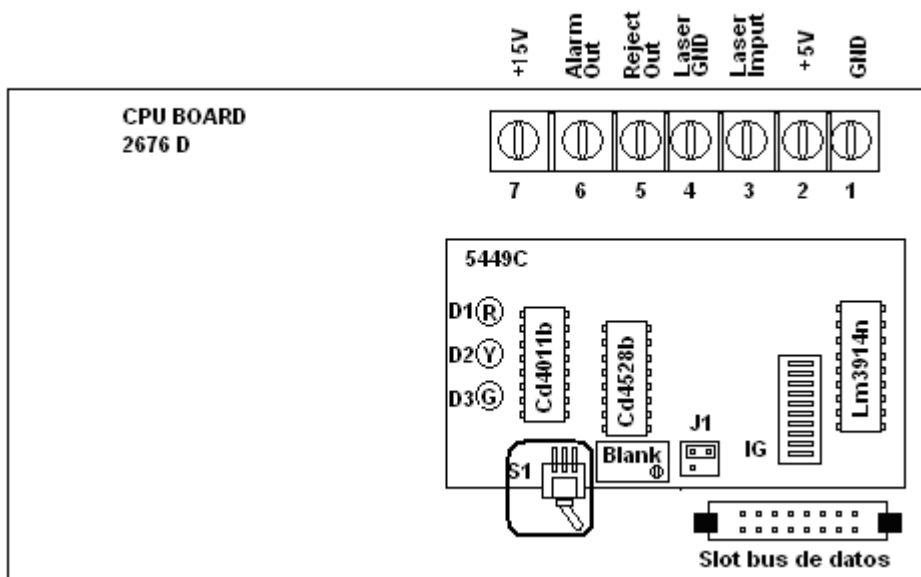 +15V
Alarm Out
Reject Out
Laser GND
Laser Imput
+5V
GND
CPU BOARD
2676 D
7 6 5 4 3 2 1
5449C
D1 R
D2 Y
D3 G
Cd4011b
Cd4528b
Lm3914n
J1
IG
Blank
S1
Slot bus de datos